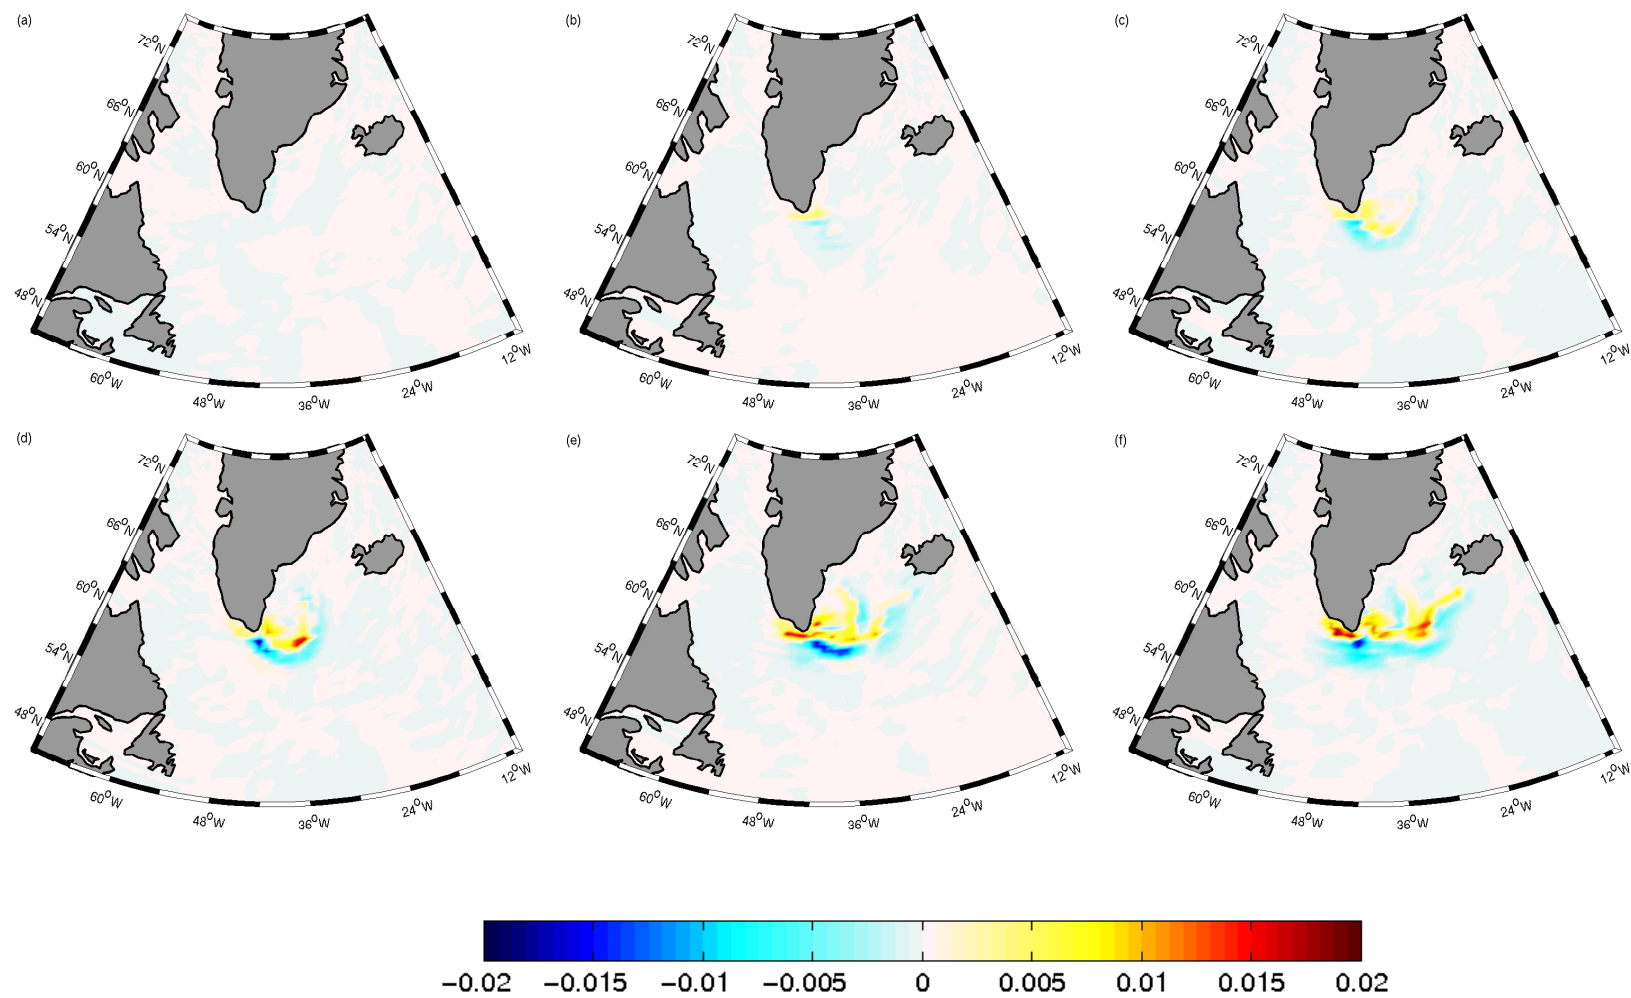 (a) (b) (c)
72°N 72°N 72°N
66°N 66°N 66°N
60°N 60°N 60°N
54°N 54°N 54°N
48°N 48°N 48°N
60°W 48°W 36°W 24°W 12°W 60°W 48°W 36°W 24°W 12°W 60°W 48°W 36°W 24°W 12°W
(d) (e) (f)
72°N 72°N 72°N
66°N 66°N 66°N
60°N 60°N 60°N
54°N 54°N 54°N
48°N 48°N 48°N
60°W 48°W 36°W 24°W 12°W 60°W 48°W 36°W 24°W 12°W 60°W 48°W 36°W 24°W 12°W
−0.02 −0.015 −0.01 −0.005 0 0.005 0.01 0.015 0.02